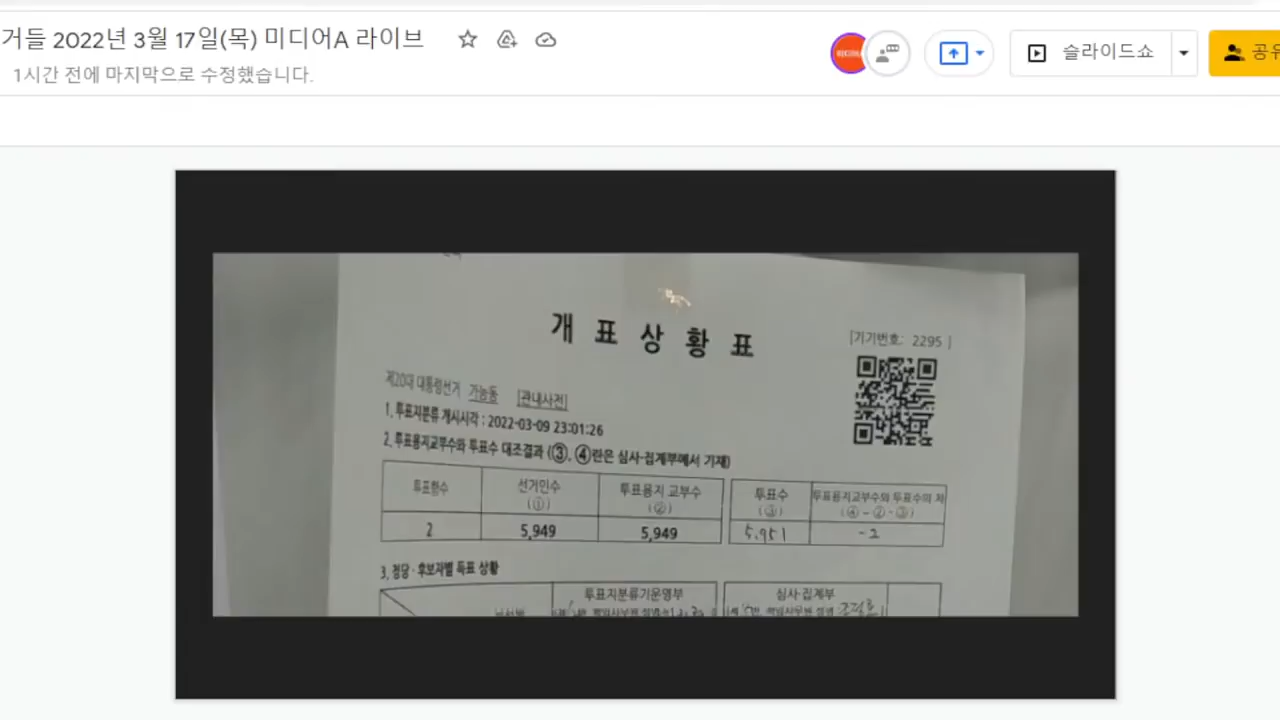 거들 2022년 3월 17일(목) 미디어A 라이브
1시간 전에 마지막으로 수정했습니다.
슬라이드쇼
공유
개 표 상 황 표
[기기번호: 2295 ]
제20대 대통령선거 가능동 [관내사전]
1. 투표지분류 개시시각 : 2022-03-09 23:01:26
2. 투표용지교부수와 투표수 대조결과 (③, ④란은 심사·집계부에서 기재)
투표함수 선거인수 (①) 투표용지 교부수 (②) 투표수 (③) 투표용지교부수와 투표수의 차 (④ = ② - ③)
2 5,949 5,949 5,951 -2
3. 정당·후보자별 득표 상황
투표지분류기운영부 심사·집계부